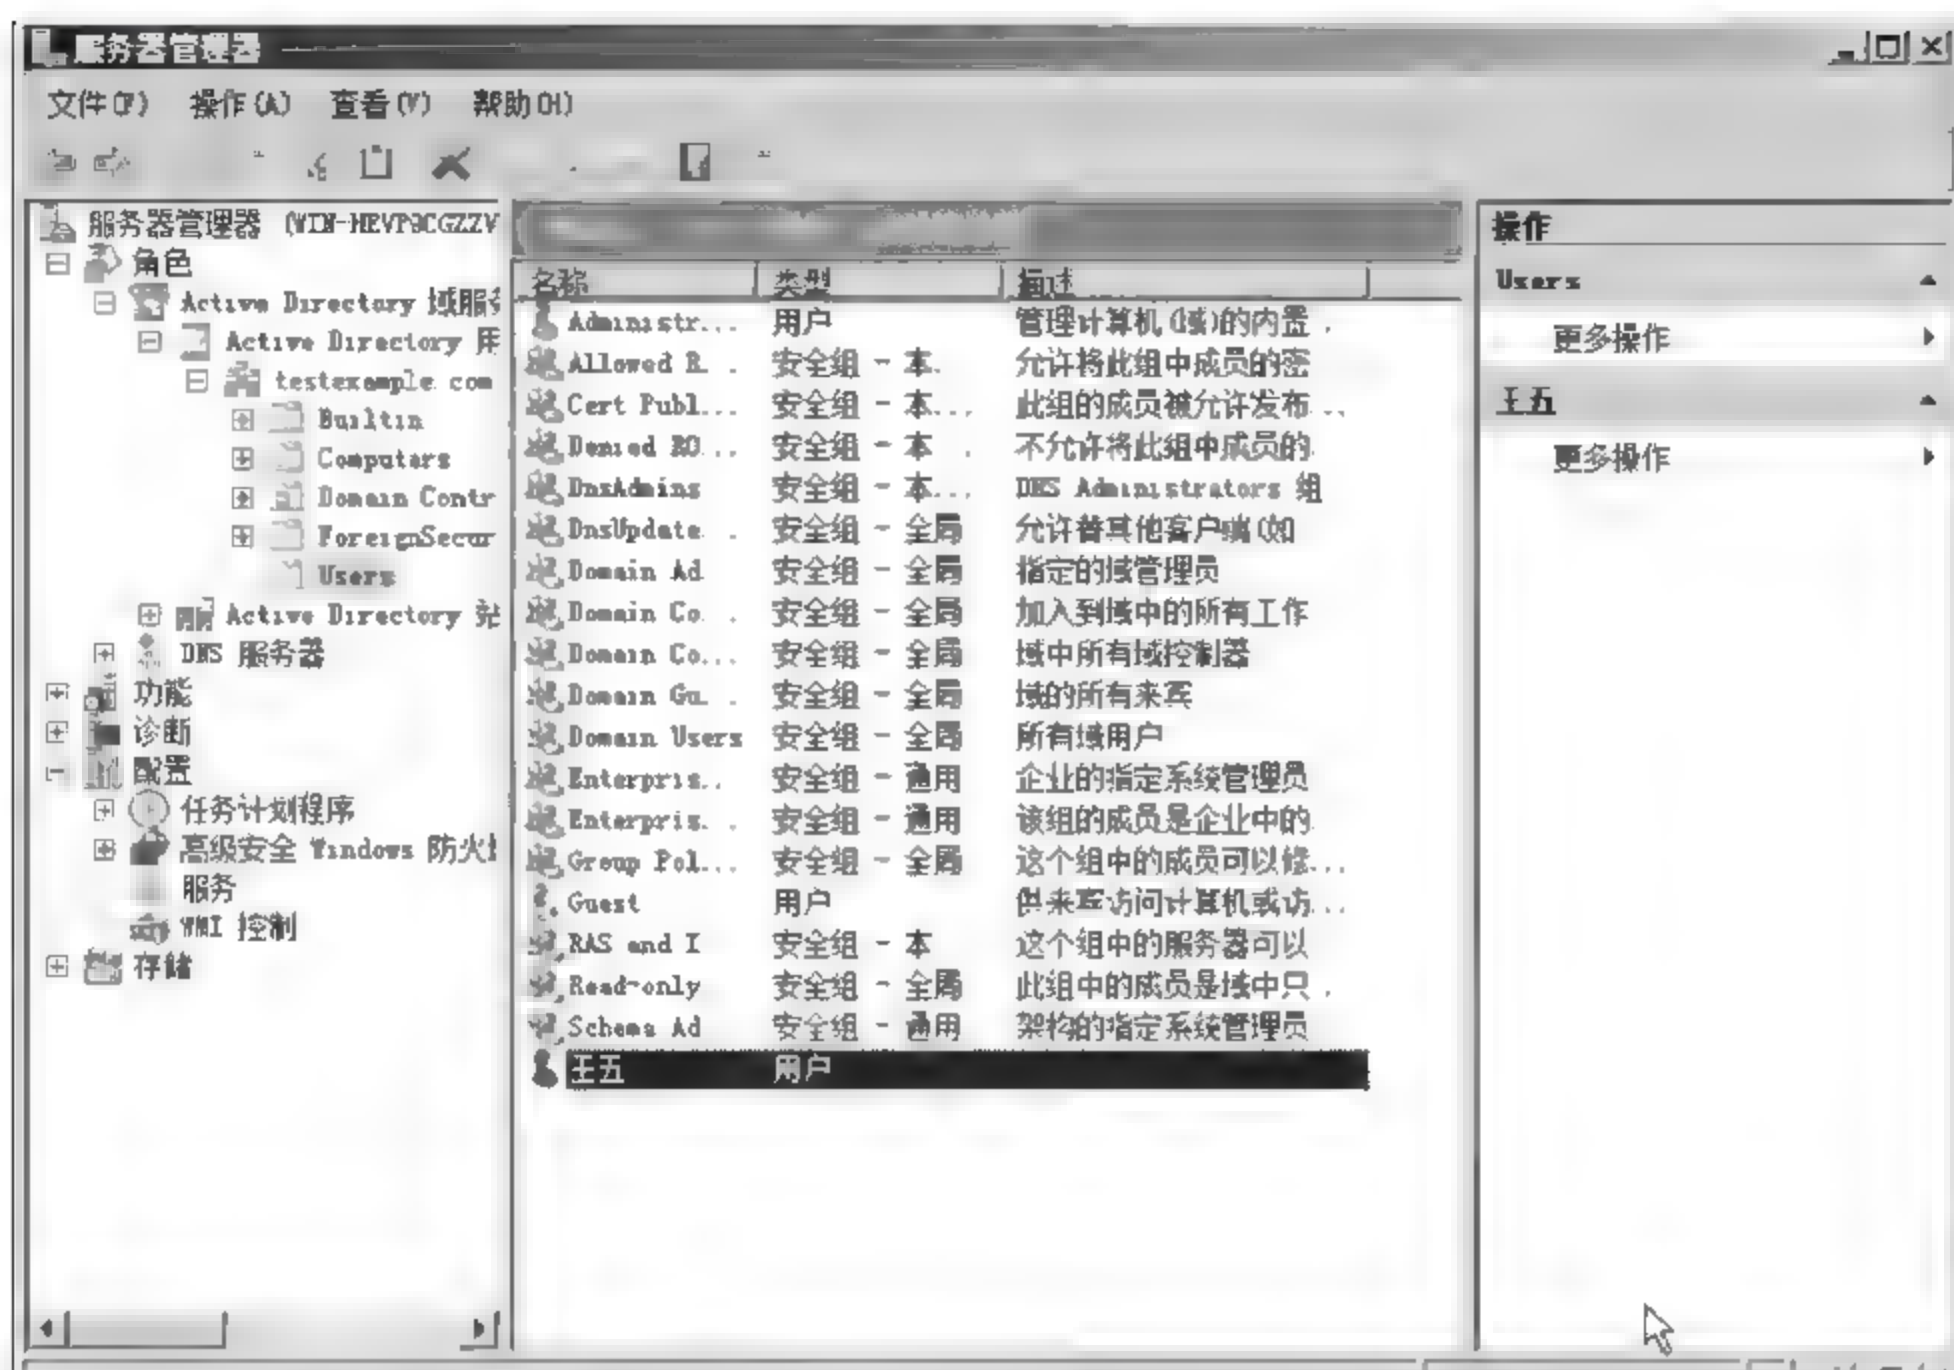 服务器管理器
文件(F) 操作(A) 查看(V) 帮助(H)
服务器管理器
角色
Active Directory 域服务
Active Directory 用
testexample.com
Builtin
Computers
Domain Contr
ForeignSecur
Users
Active Directory 站
DNS 服务器
功能
诊断
配置
任务计划程序
高级安全 Windows 防火墙
服务
WMI 控制
存储
名称 类型 描述
Administr... 用户 管理计算机(域)的内置.
Allowed R.. 安全组 - 本. 允许将此组中成员的密
Cert Publ... 安全组 - 本... 此组的成员被允许发布...
Denied RO... 安全组 - 本 . 不允许将此组中成员的
DnsAdmins 安全组 - 本... DNS Administrators 组
DnsUpdate . 安全组 - 全局 允许替其他客户端(如
Domain Ad 安全组 - 全局 指定的域管理员
Domain Co. . 安全组 - 全局 加入到域中的所有工作
Domain Co... 安全组 - 全局 域中所有域控制器
Domain Gu. . 安全组 - 全局 域的所有来宾
Domain Users 安全组 - 全局 所有域用户
Enterpris.. 安全组 - 通用 企业的指定系统管理员
Enterpris. . 安全组 - 通用 该组的成员是企业中的
Group Pol... 安全组 - 全局 这个组中的成员可以修...
Guest 用户 供来宾访问计算机或访...
RAS and I 安全组 - 本 这个组中的服务器可以
Read-only 安全组 - 全局 此组中的成员是域中只.
Schema Ad 安全组 - 通用 架构的指定系统管理员
王五 用户
操作
Users
更多操作
王五
更多操作